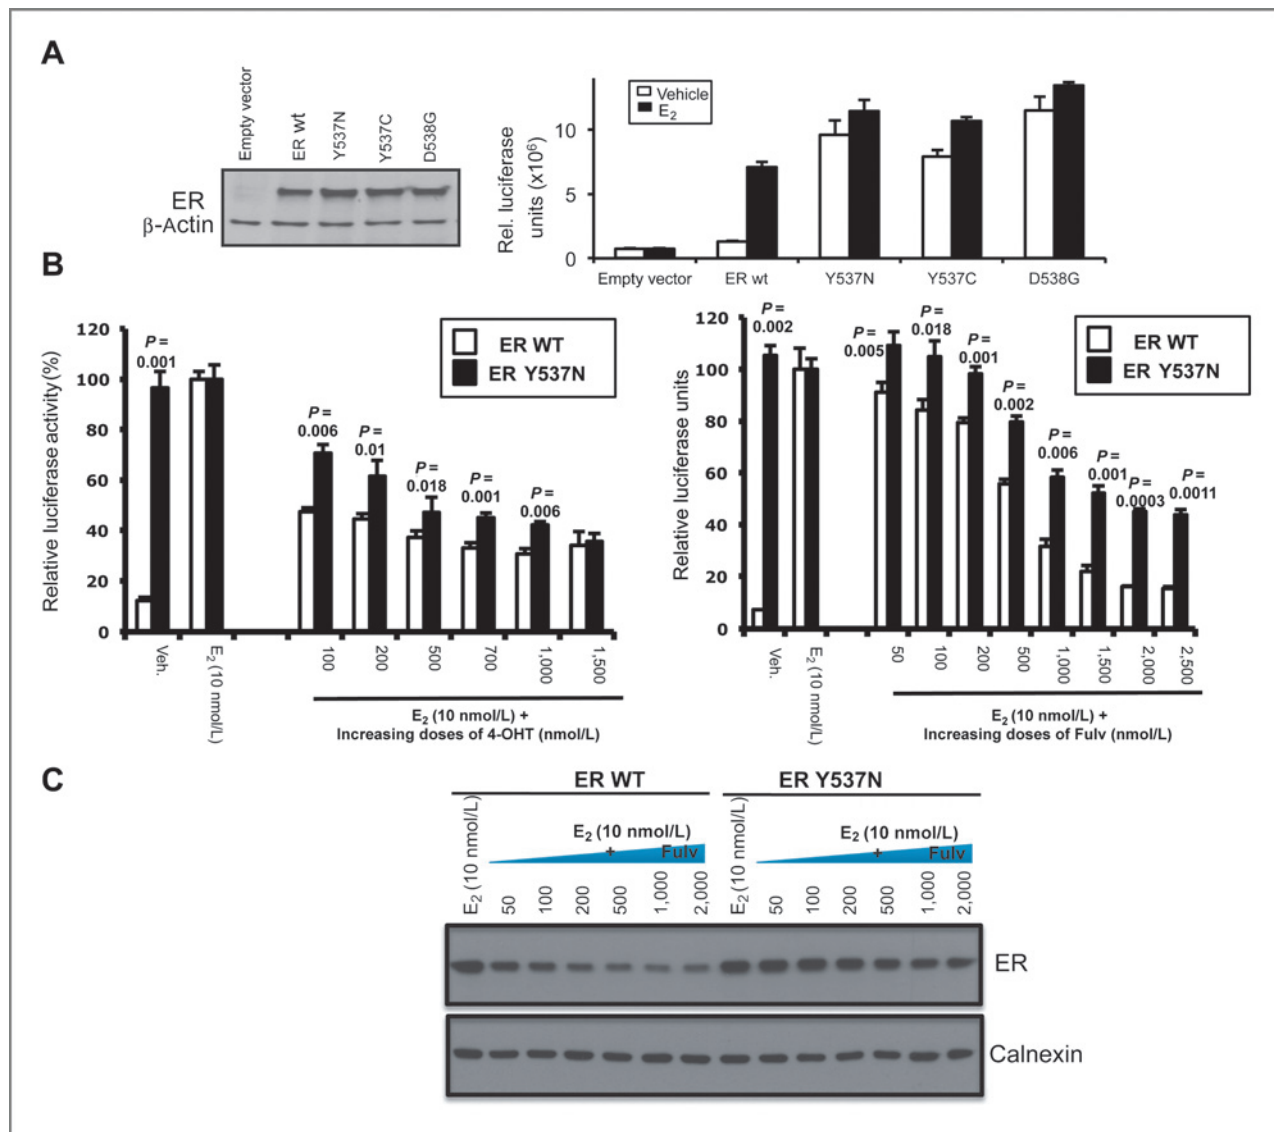 A
Empty vector
ER wt
Y537N
Y537C
D538G
ER
β-Actin
Vehicle
E2
Rel. luciferase
units (x10⁶)
10
5
0
Empty vector ER wt Y537N Y537C D538G
B
Relative luciferase activity (%)
120
100
80
60
40
20
0
ER WT
ER Y537N
P =
0.001
P =
0.006
P =
0.01
P =
0.018
P =
0.001
P =
0.006
Veh.
E2 (10 nmol/L)
100
200
500
700
1,000
1,500
E2 (10 nmol/L) +
Increasing doses of 4-OHT (nmol/L)
Relative luciferase units
120
100
80
60
40
20
0
ER WT
ER Y537N
P =
0.002
P =
0.005
P =
0.018
P =
0.001
P =
0.002
P =
0.006
P =
0.001
P =
0.0003
P =
0.0011
Veh.
E2 (10 nmol/L)
50
100
200
500
1,000
1,500
2,000
2,500
E2 (10 nmol/L) +
Increasing doses of Fulv (nmol/L)
C
ER WT
ER Y537N
E2 (10 nmol/L)
E2 (10 nmol/L)
+ Fulv
50
100
200
500
1,000
2,000
E2 (10 nmol/L)
E2 (10 nmol/L)
+ Fulv
50
100
200
500
1,000
2,000
ER
Calnexin